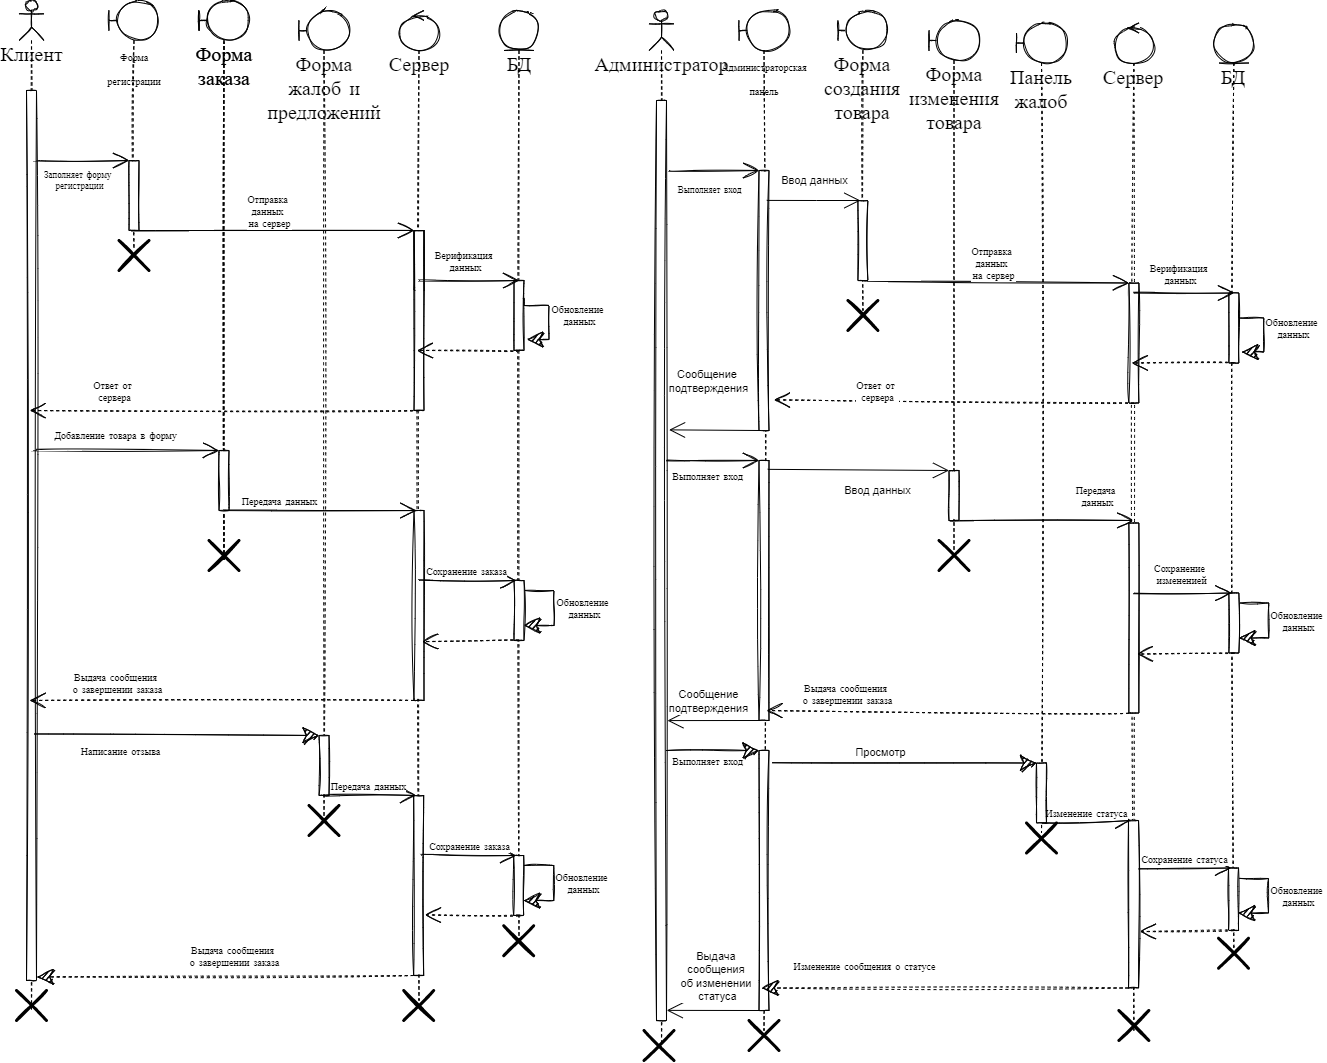 Клиент
Форма
регистрации
Форма
заказа
Форма
жалоб и
предложений
Сервер
БД
Заполняет форму
регистрации
Отправка
данных
на сервер
Верификация
данных
Обновление
данных
Ответ от
сервера
Добавление товара в форму
Передача данных
Сохранение заказа
Обновление
данных
Выдача сообщения
о завершении заказа
Написание отзыва
Передача данных
Сохранение заказа
Обновление
данных
Выдача сообщения
о завершении заказа
Администратор
Администраторская
панель
Форма
создания
товара
Форма
изменения
товара
Панель
жалоб
Сервер
БД
Выполняет вход
Ввод данных
Отправка
данных
на сервер
Верификация
данных
Обновление
данных
Сообщение
подтверждения
Ответ от
сервера
Выполняет вход
Ввод данных
Передача
данных
Сохранение
измененией
Обновление
данных
Сообщение
подтверждения
Выдача сообщения
о завершении заказа
Выполняет вход
Просмотр
Изменение статуса
Сохранение статуса
Обновление
данных
Выдача
сообщения
об изменении
статуса
Изменение сообщения о статусе